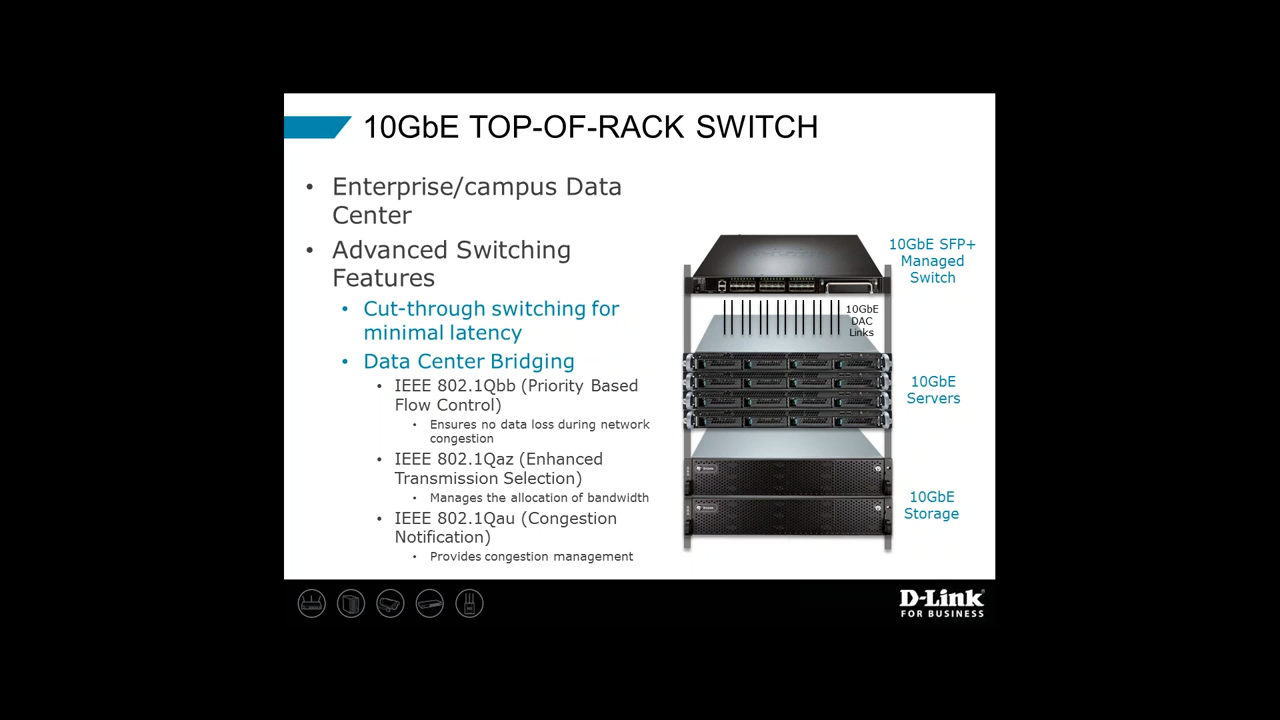 10GbE TOP-OF-RACK SWITCH
• Enterprise/campus Data
Center
• Advanced Switching
Features
• Cut-through switching for
minimal latency
• Data Center Bridging
• IEEE 802.1Qbb (Priority Based
Flow Control)
• Ensures no data loss during network
congestion
• IEEE 802.1Qaz (Enhanced
Transmission Selection)
• Manages the allocation of bandwidth
• IEEE 802.1Qau (Congestion
Notification)
• Provides congestion management
10GbE SFP+
Managed
Switch
10GbE
DAC
Links
10GbE
Servers
10GbE
Storage
D-Link
FOR BUSINESS